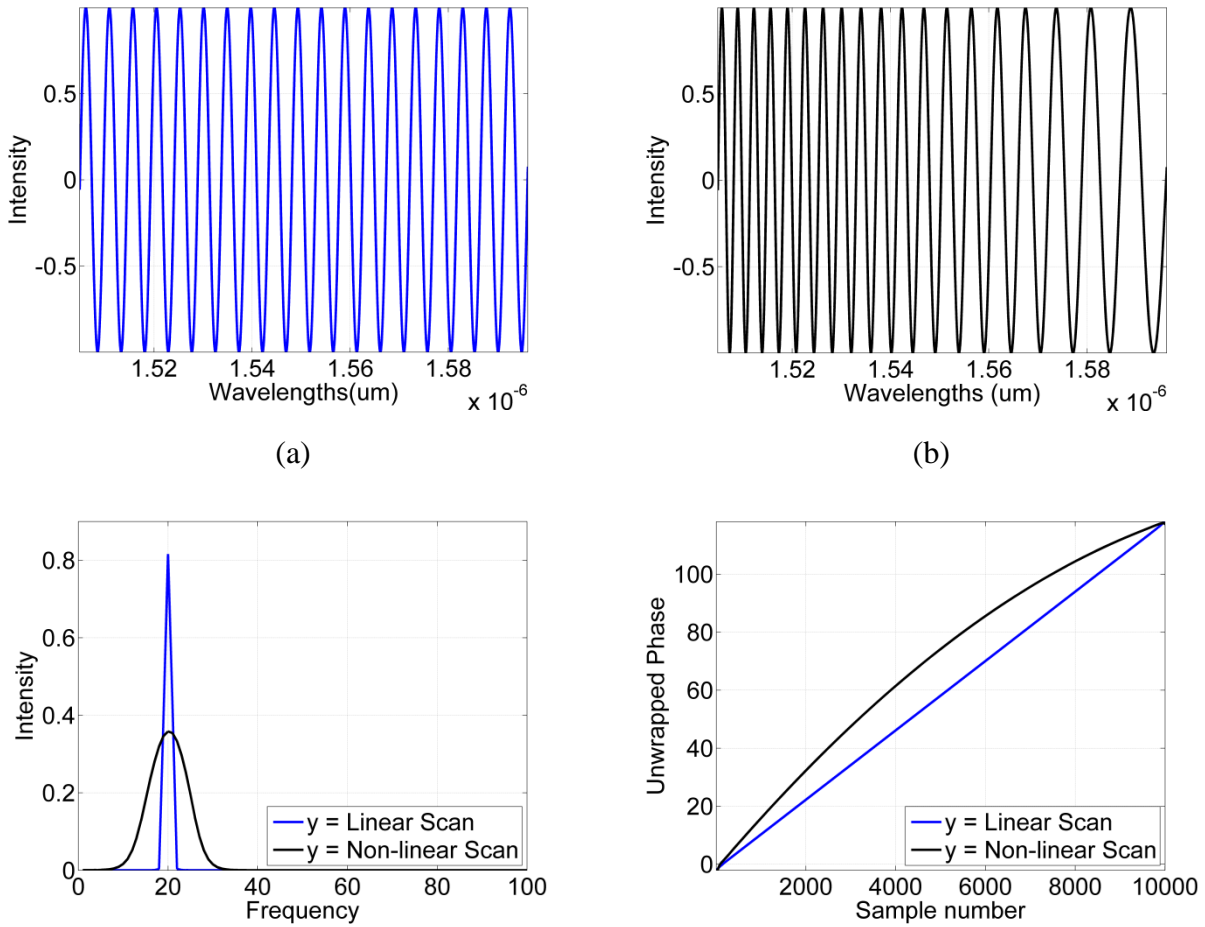 0.5
0
-0.5
Intensity
1.52
1.54
1.56
1.58
Wavelengths(um)
x 10-6
(a)
0.5
0
-0.5
Intensity
1.52
1.54
1.56
1.58
Wavelengths (um)
x 10-6
(b)
0.8
0.6
0.4
0.2
0
Intensity
0
20
40
60
80
100
Frequency
y = Linear Scan
y = Non-linear Scan
100
80
60
40
20
0
Unwrapped Phase
2000
4000
6000
8000
10000
Sample number
y = Linear Scan
y = Non-linear Scan